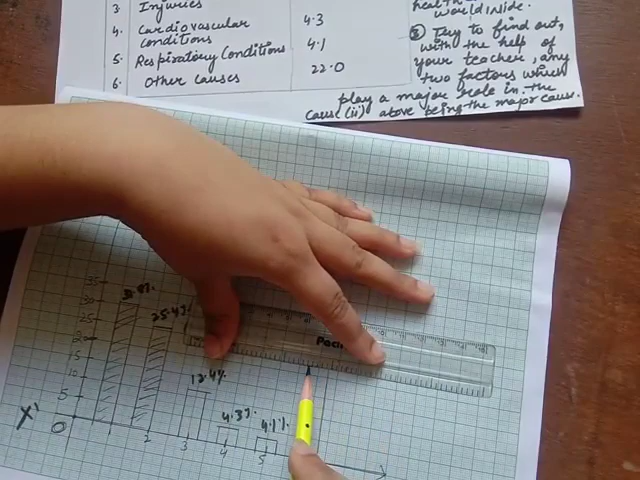 3. Injuries
4. Cardiovascular conditions 4.3
5. Respiratory Conditions 4.1
6. Other causes 22.0
health
worldwide.
② Try to find out,
with the help of
your teacher, any
two factors which
play a major role in the
cause (ii) above being the major cause.
35
30
25
20
15
10
5
31.8%
25.4%
12.4%
4.3%
4.1%
X'
0
2
3
4
5